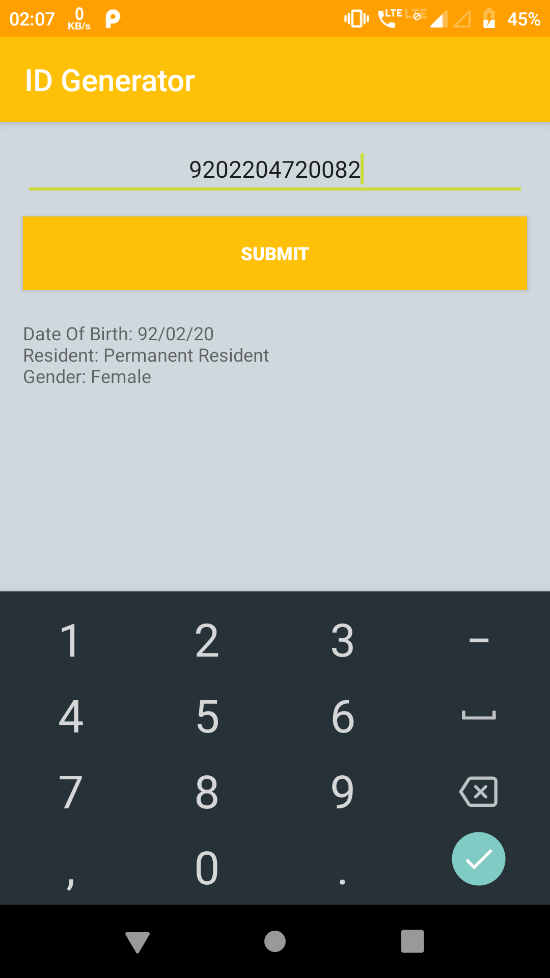 02:07 0 KB/s LTE LTE 45%
ID Generator
9202204720082
SUBMIT
Date Of Birth: 92/02/20
Resident: Permanent Resident
Gender: Female
1 2 3 -
4 5 6
7 8 9
, 0 .